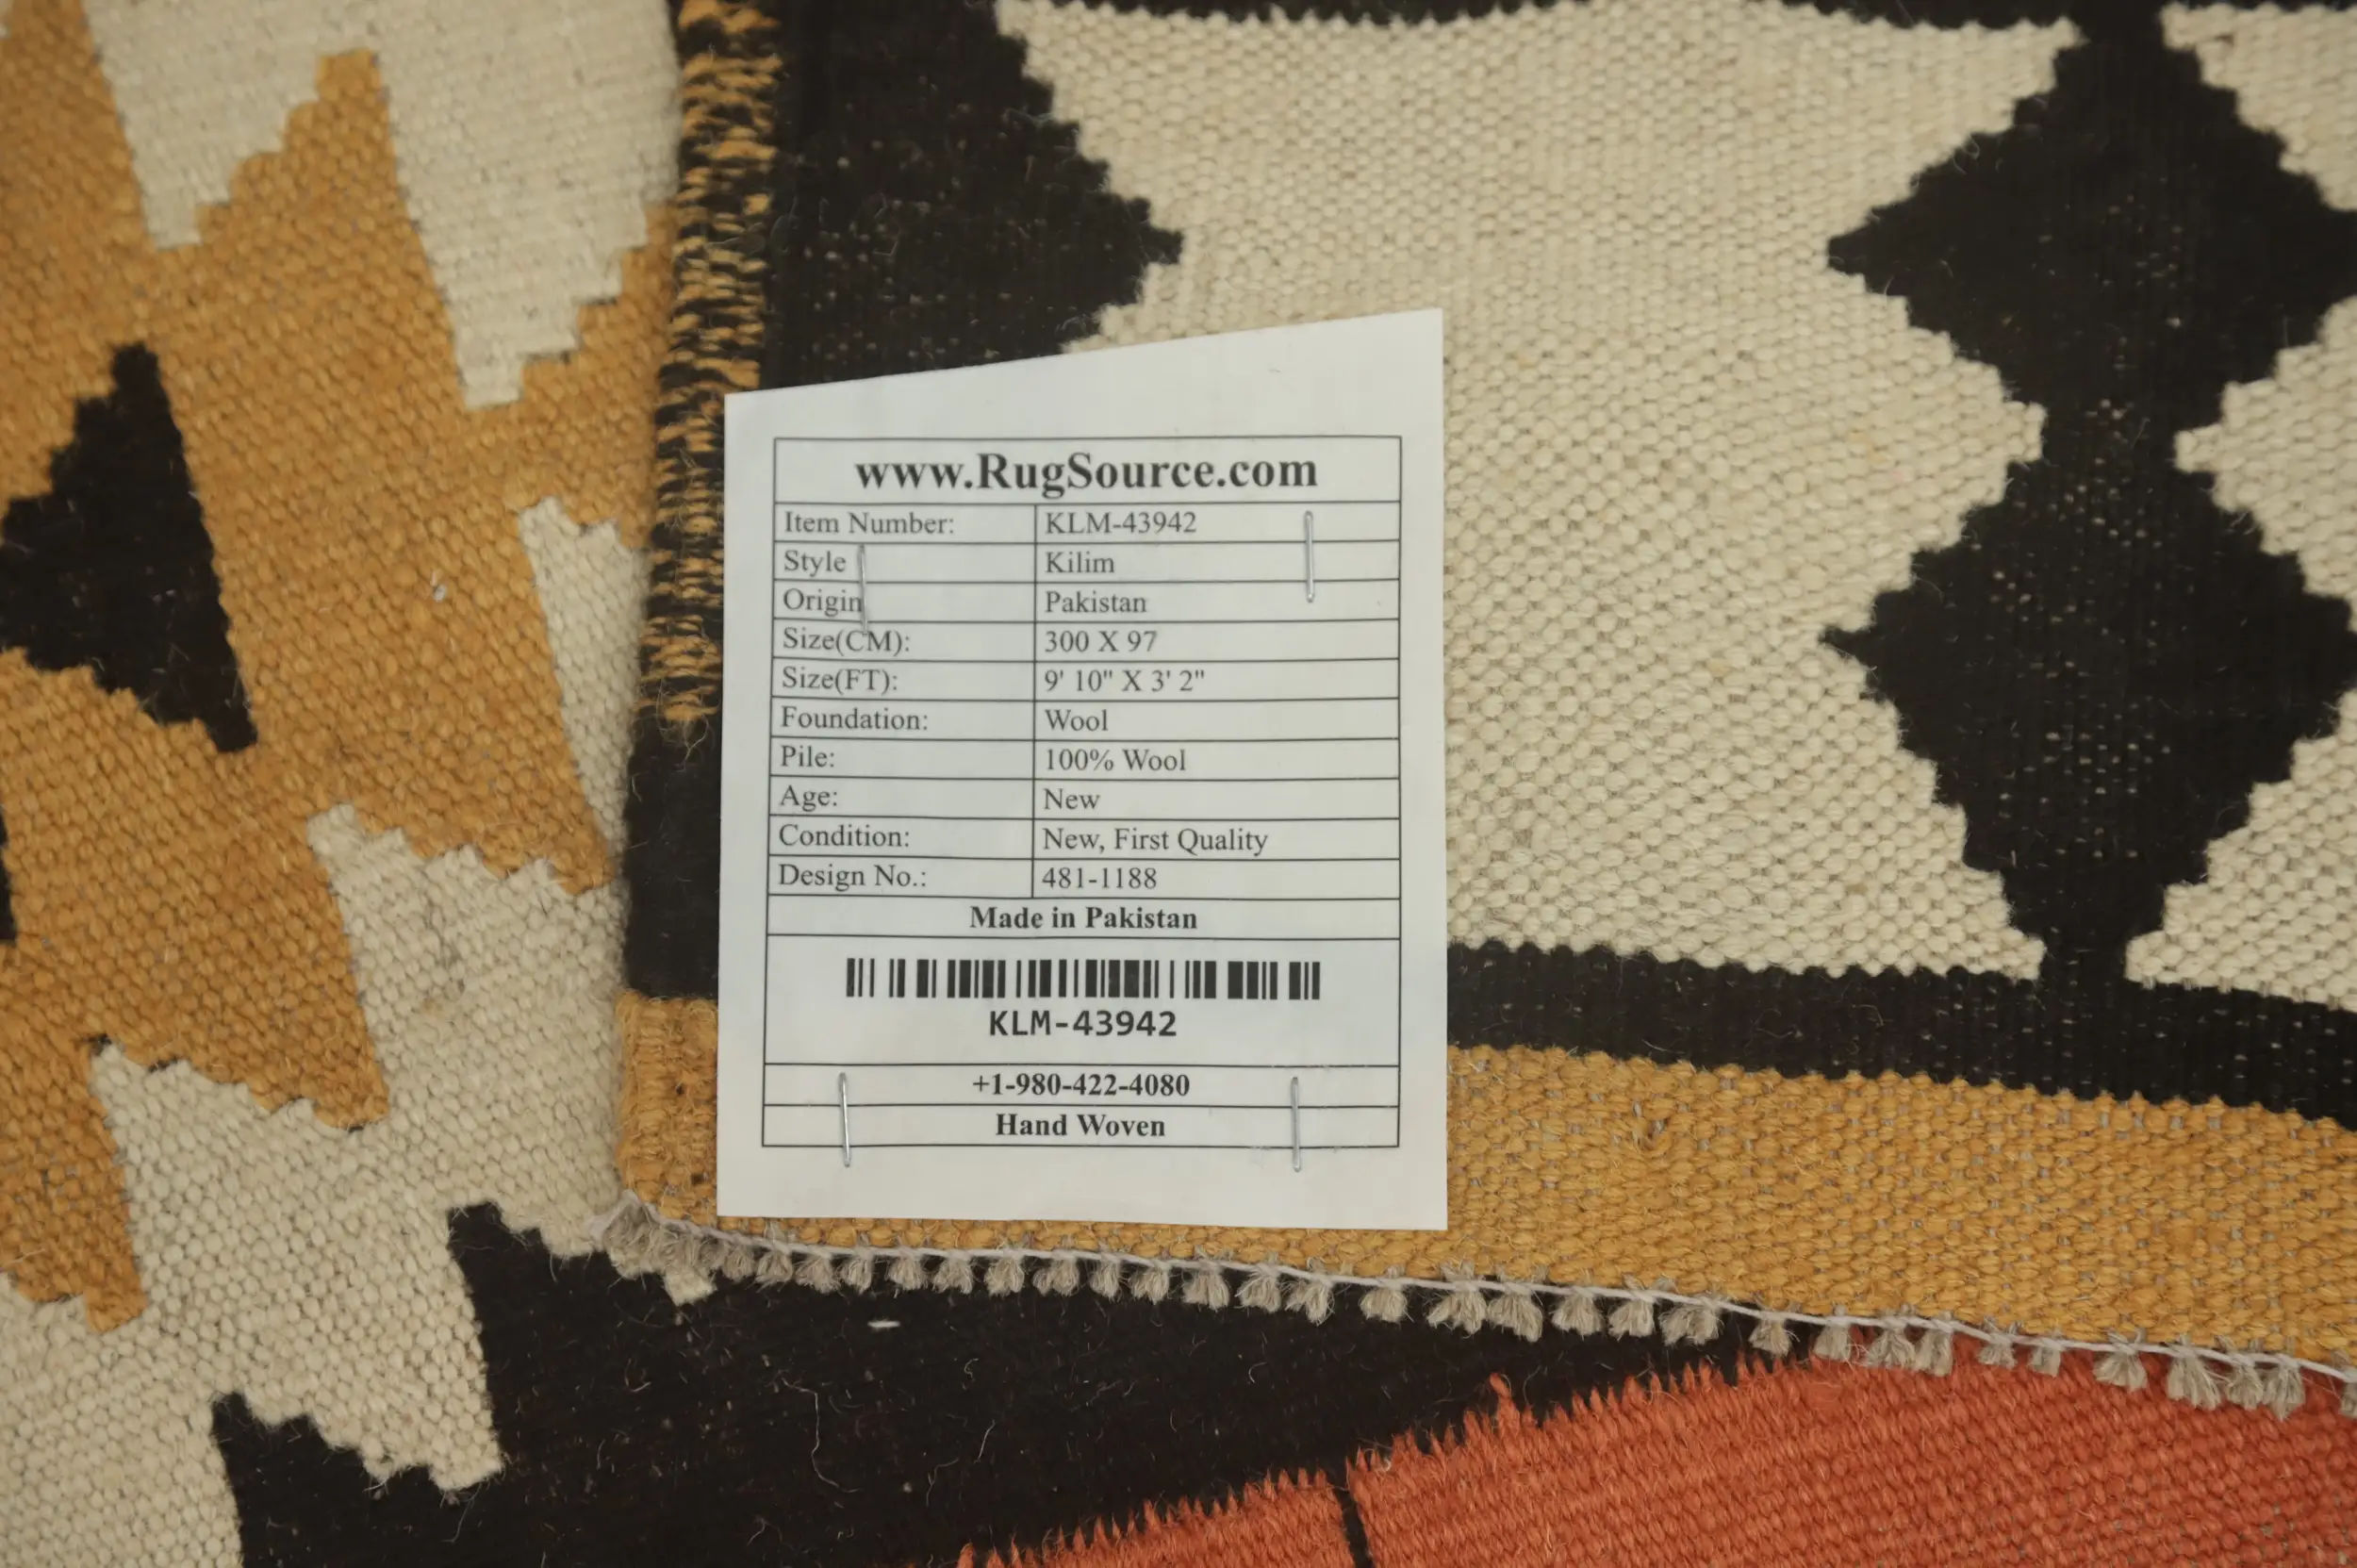 www.RugSource.com
Item Number: KLM-43942
Style Kilim
Origin Pakistan
Size(CM): 300 X 97
Size(FT): 9' 10" X 3' 2"
Foundation: Wool
Pile: 100% Wool
Age: New
Condition: New, First Quality
Design No.: 481-1188
Made in Pakistan
KLM-43942
+1-980-422-4080
Hand Woven